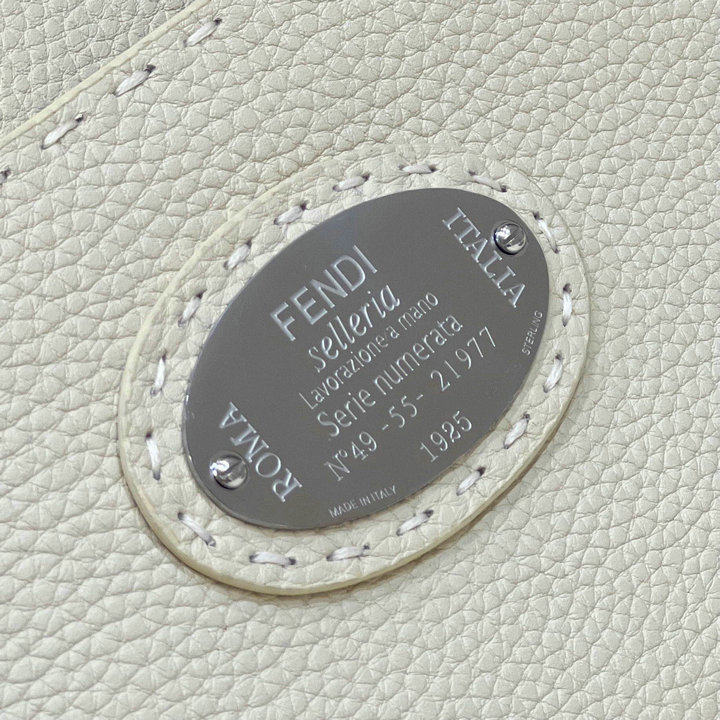 FENDI
Selleria
Lavorazione a mano
Serie numerata
N°49 -55- 21977
1925
ROMA
ITALIA
STERLING
MADE IN ITALY